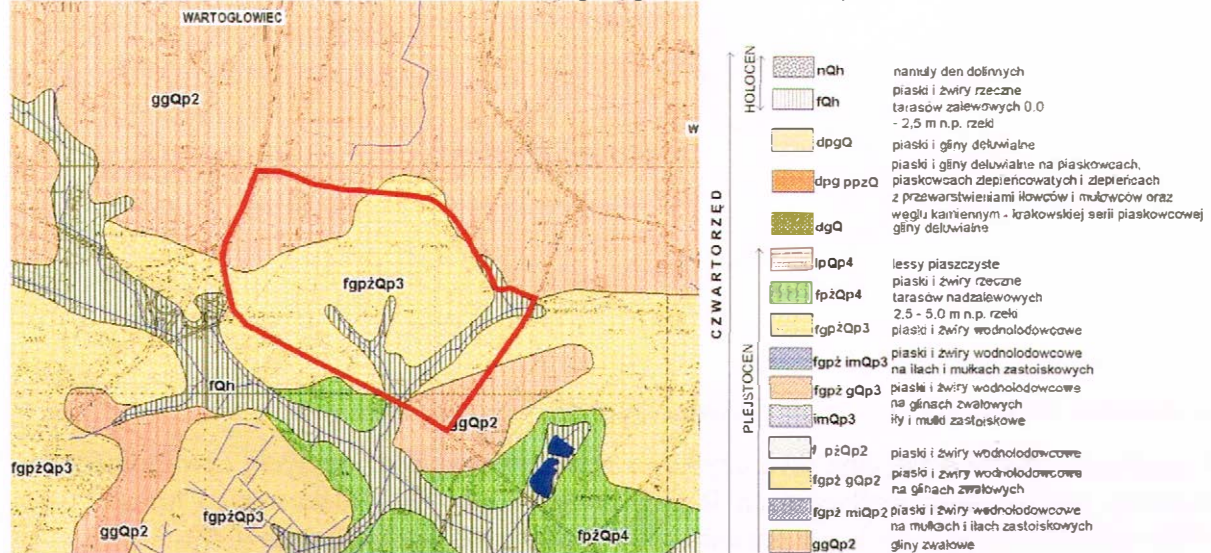 WARTOGŁOWIEC
ggQp2
W
fgpżQp3
fQh
ggQp2
fgpżQp3
ggQp2
fgpżQp3
fpżQp4
CZWARTORZĘD
HOLOCEN
PLEJSTOCEN
nQh namuły den dolinnych
fQh piaski i żwiry rzeczne
tarasów zalewowych 0.0
- 2,5 m n.p. rzeki
dpgQ piaski i gliny deluwialne
dpg ppzQ piaski i gliny deluwialne na piaskowcach,
piaskowcach zlepieńcowatych i zlepieńcach
z przewarstwieniami iłowców i mułowców oraz
węglu kamiennym - krakowskiej serii piaskowcowej
dgQ gliny deluwialne
lpQp4 lessy piaszczyste
fpżQp4 piaski i żwiry rzeczne
tarasów nadzalewowych
2,5 - 5,0 m n.p. rzeki
fgpżQp3 piaski i żwiry wodnolodowcowe
fgpż imQp3 piaski i żwiry wodnolodowcowe
na iłach i mułkach zastoiskowych
fgpż gQp3 piaski i żwiry wodnolodowcowe
na glinach zwałowych
imQp3 iły i mułki zastoiskowe
pżQp2 piaski i żwiry wodnolodowcowe
fgpż gQp2 piaski i żwiry wodnolodowcowe
na glinach zwałowych
fgpż miQp2 piaski i żwiry wodnolodowcowe
na mułkach i iłach zastoiskowych
ggQp2 gliny zwałowe